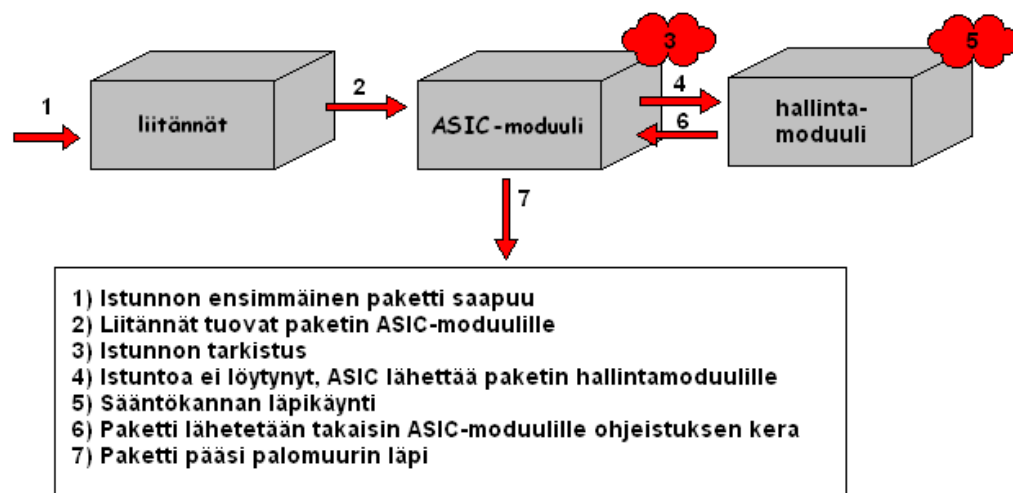 3
5
1
2
4
6
liitännät
ASIC-moduuli
hallinta-
moduuli
7
1) Istunnon ensimmäinen paketti saapuu
2) Liitännät tuovat paketin ASIC-moduulille
3) Istunnon tarkistus
4) Istuntoa ei löytynyt, ASIC lähettää paketin hallintamoduulille
5) Sääntökannan läpikäynti
6) Paketti lähetetään takaisin ASIC-moduulille ohjeistuksen kera
7) Paketti pääsi palomuurin läpi